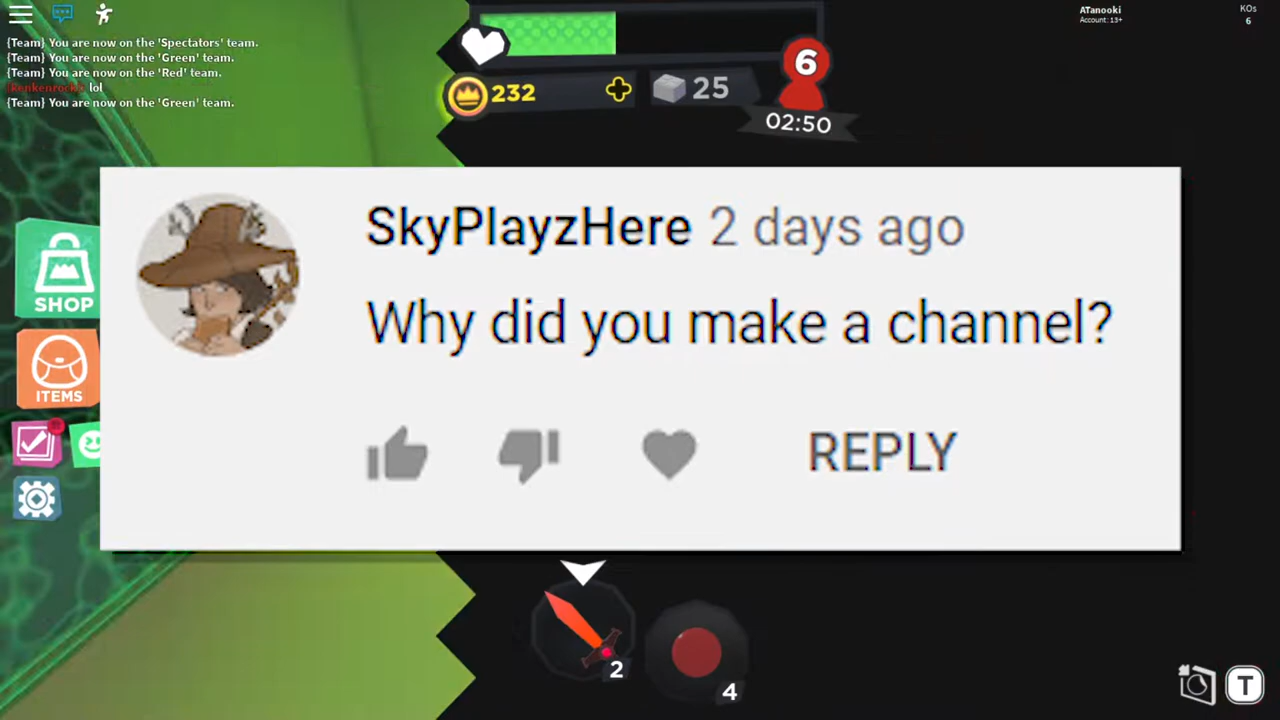 ATanooki
Account: 13+
KOs
6
{Team} You are now on the 'Spectators' team.
{Team} You are now on the 'Green' team.
{Team} You are now on the 'Red' team.
lol
{Team} You are now on the 'Green' team.
6
232
25
02:50
SkyPlayzHere 2 days ago
Why did you make a channel?
REPLY
SHOP
ITEMS
2
4
T